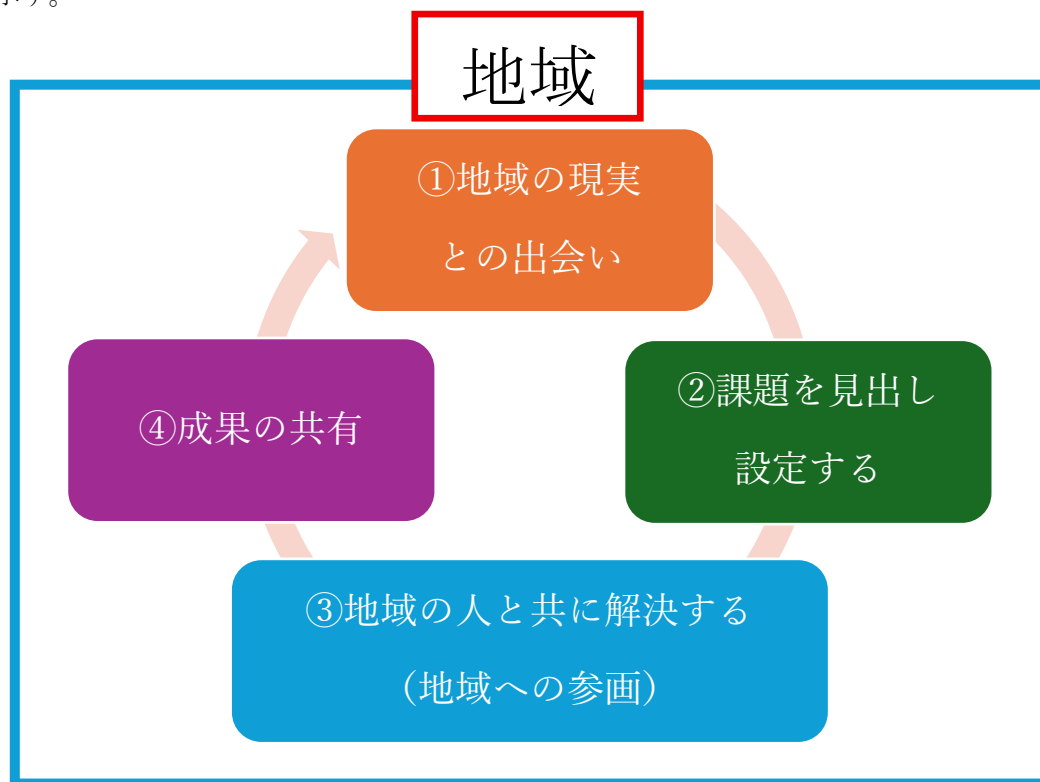 示す。
地域
①地域の現実
との出会い
②課題を見出し
設定する
③地域の人と共に解決する
（地域への参画）
④成果の共有